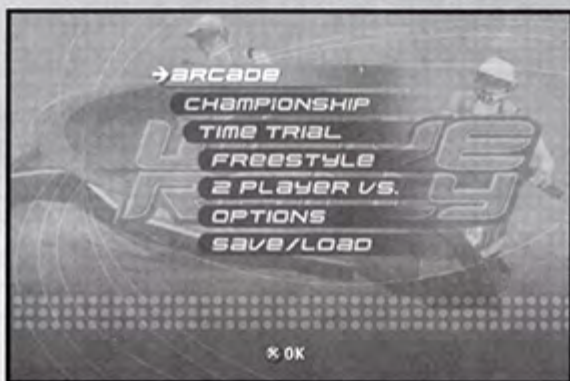 →ARCADE
CHAMPIONSHIP
TIME TRIAL
FREESTYLE
2 PLAYER VS.
OPTIONS
SAVE/LOAD
OK